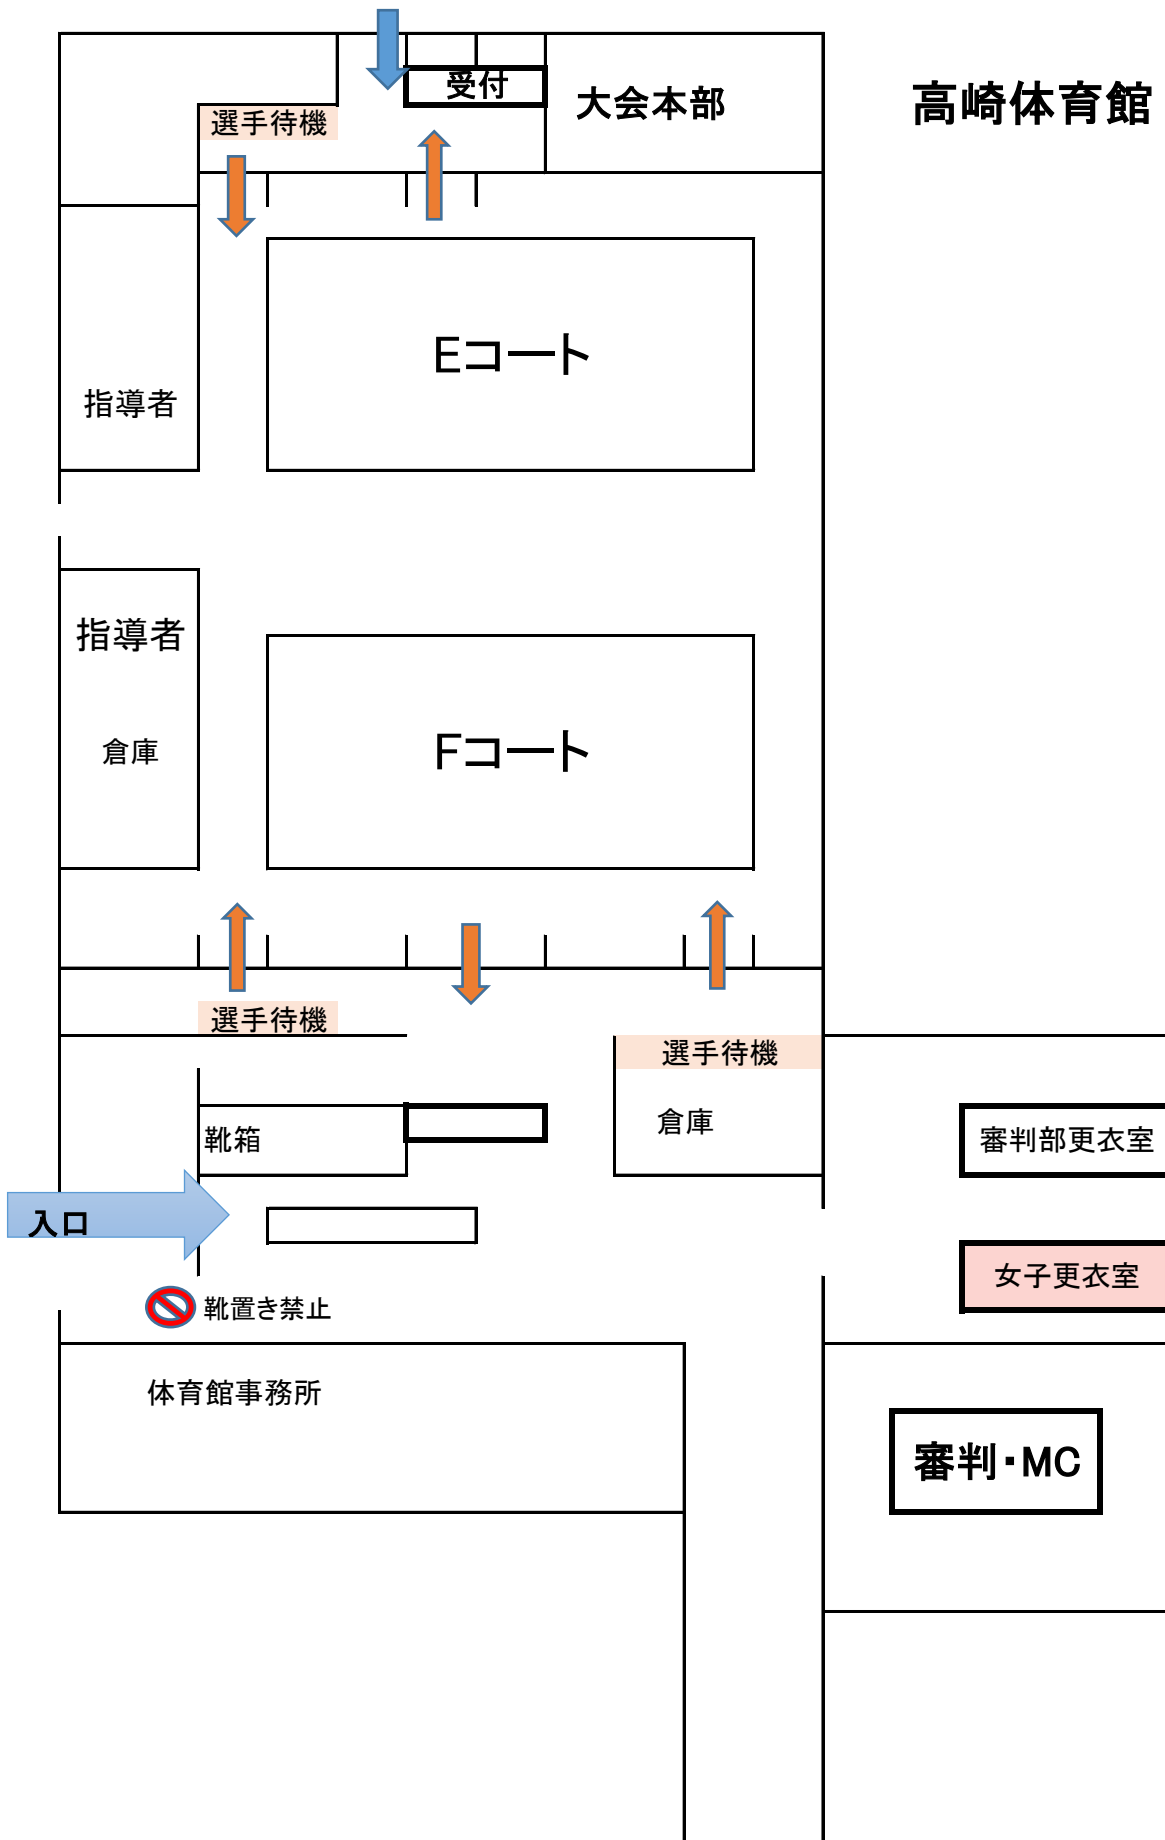 受付
大会本部
高崎体育館
選手待機
Eコート
指導者
指導者
倉庫
Fコート
選手待機
選手待機
倉庫
靴箱
審判部更衣室
入口
女子更衣室
靴置き禁止
体育館事務所
審判・MC